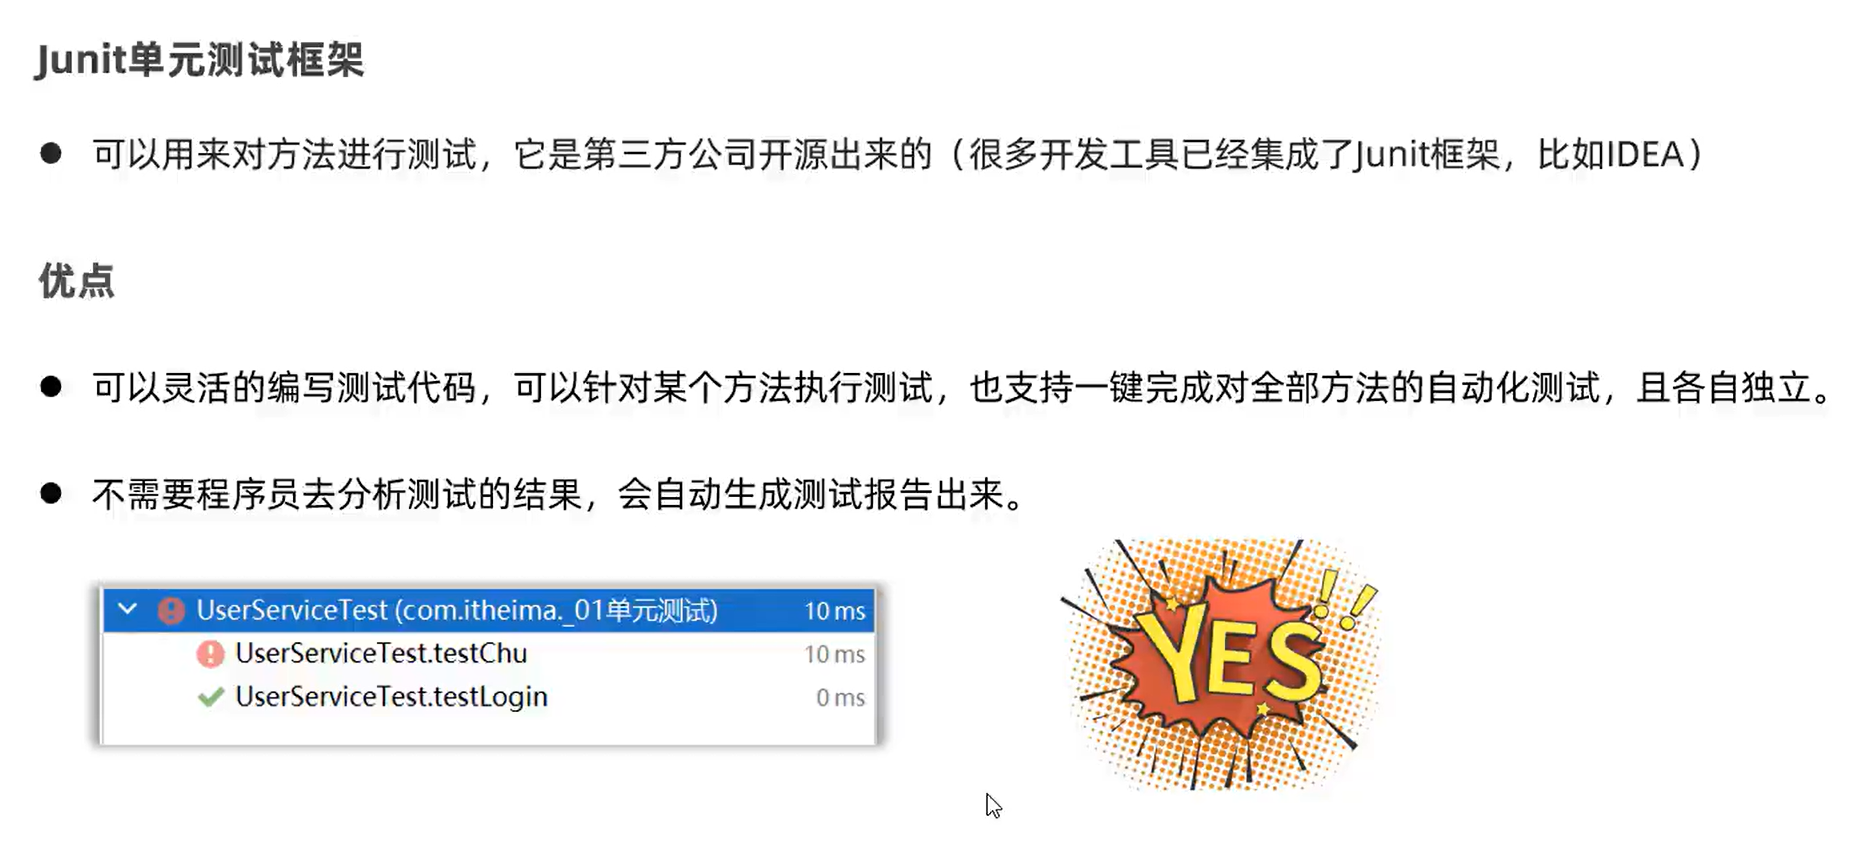 Junit单元测试框架
可以用来对方法进行测试，它是第三方公司开源出来的（很多开发工具已经集成了Junit框架，比如IDEA）
优点
可以灵活的编写测试代码，可以针对某个方法执行测试，也支持一键完成对全部方法的自动化测试，且各自独立。
不需要程序员去分析测试的结果，会自动生成测试报告出来。
UserServiceTest (com.itheima._01单元测试) 10 ms
UserServiceTest.testChu 10 ms
UserServiceTest.testLogin 0 ms
YES!!